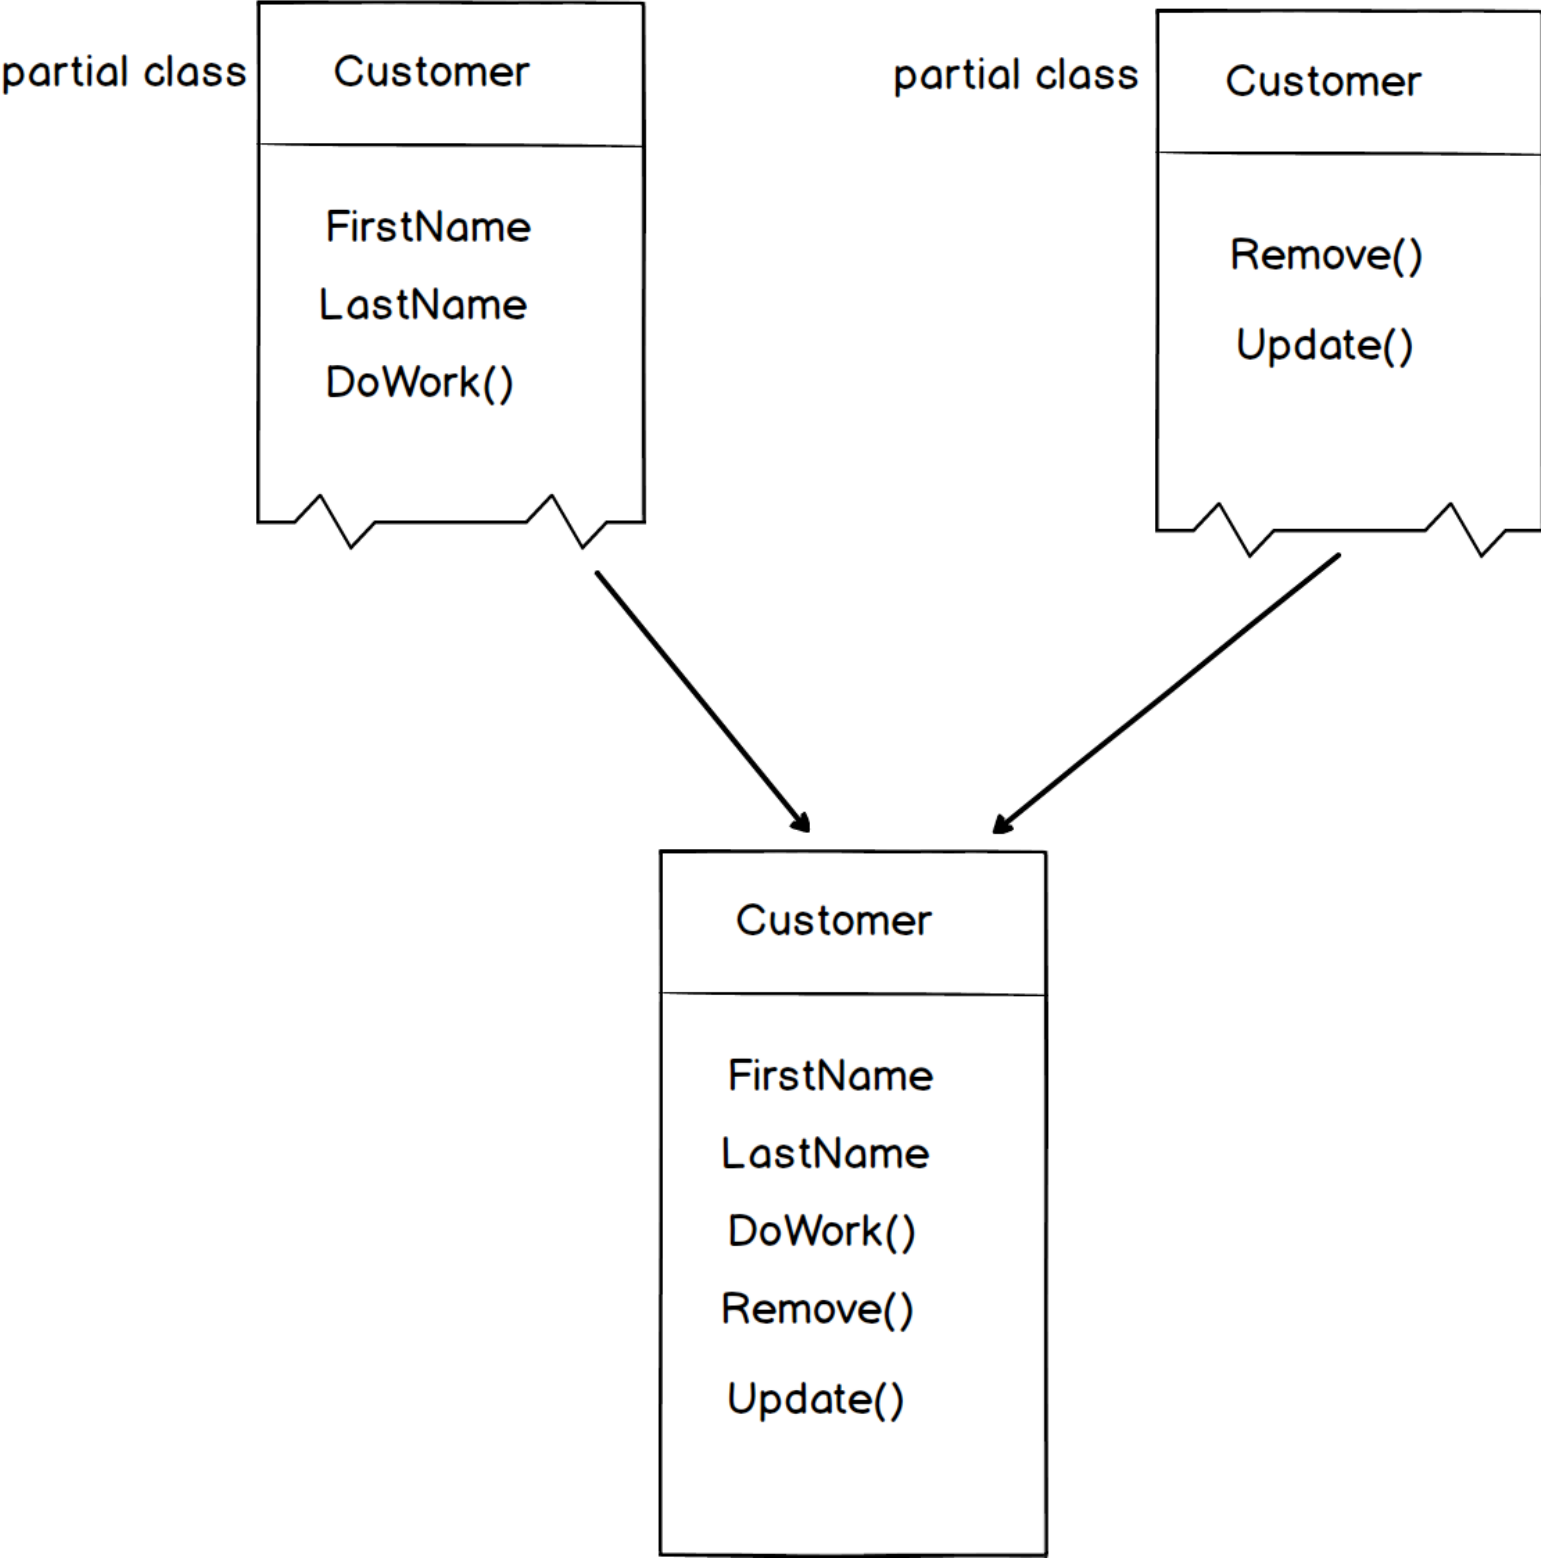 partial class
Customer
FirstName
LastName
DoWork()
partial class
Customer
Remove()
Update()
Customer
FirstName
LastName
DoWork()
Remove()
Update()